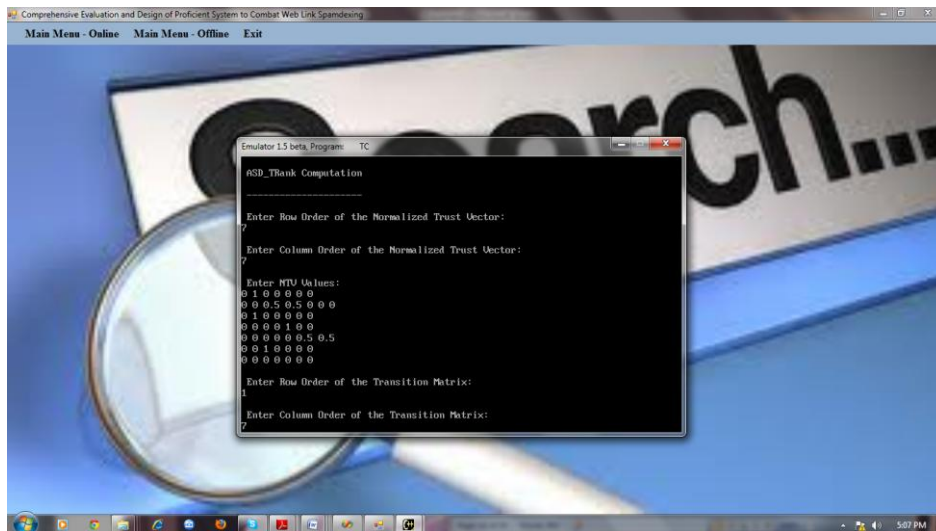 Comprehensive Evaluation and Design of Proficient System to Combat Web Link Spamdexing
Main Menu - Online Main Menu - Offline Exit
Search...
Emulator 1.5 beta, Program: TC
ASD_TRank Computation
--------------------
Enter Row Order of the Normalized Trust Vector:
7
Enter Column Order of the Normalized Trust Vector:
7
Enter NTV Values:
0 1 0 0 0 0 0
0 0 0.5 0.5 0 0 0
0 1 0 0 0 0 0
0 0 0 0 1 0 0
0 0 0 0 0 0.5 0.5
0 0 1 0 0 0 0
0 0 0 0 0 0 0
Enter Row Order of the Transition Matrix:
1
Enter Column Order of the Transition Matrix:
7
5:07 PM